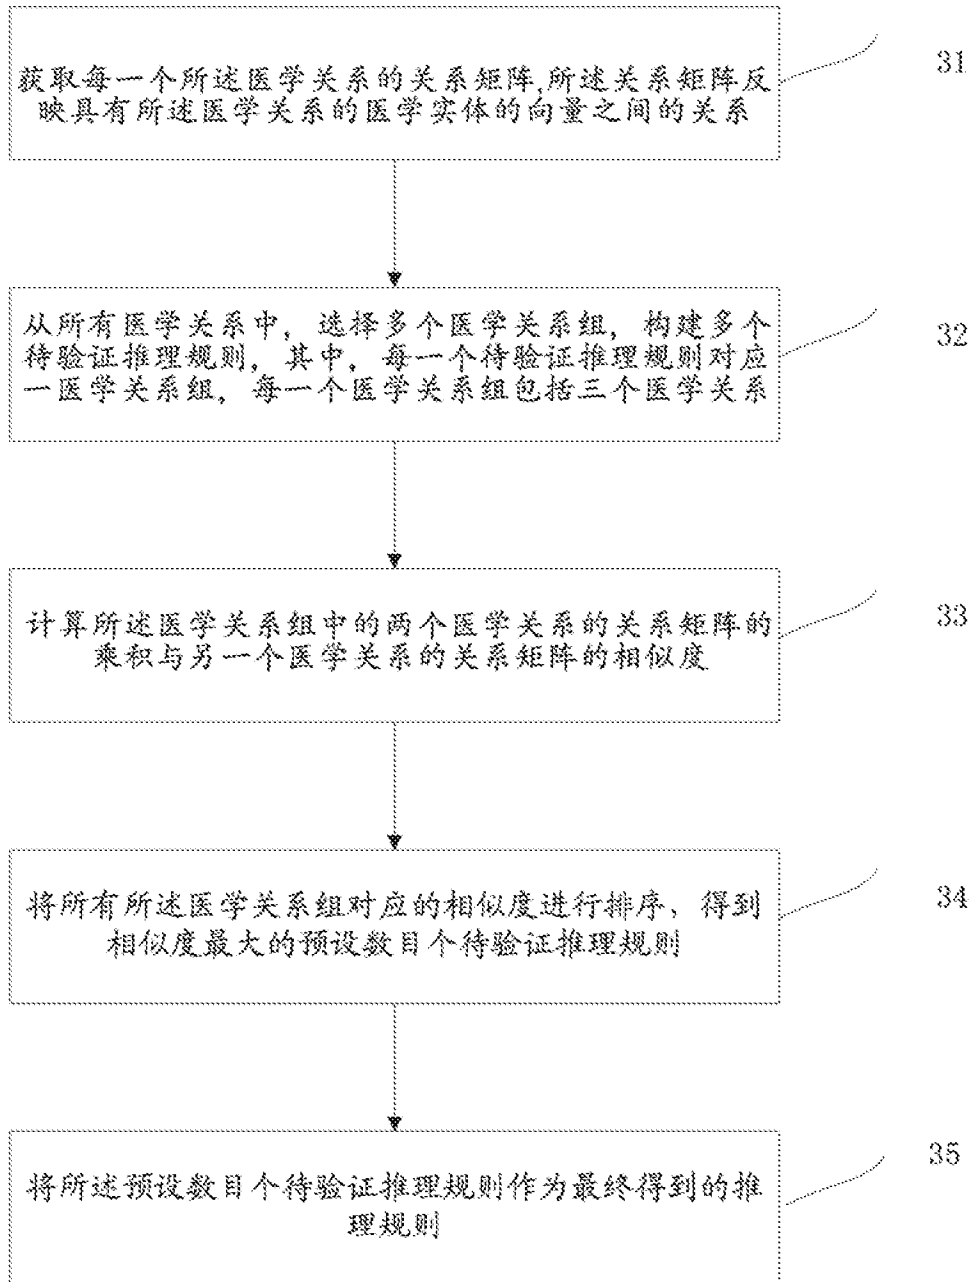 获取每一个所述医学关系的关系矩阵,所述关系矩阵反
映具有所述医学关系的医学实体的向量之间的关系
31
从所有医学关系中，选择多个医学关系组，构建多个
待验证推理规则，其中，每一个待验证推理规则对应
一医学关系组，每一个医学关系组包括三个医学关系
32
计算所述医学关系组中的两个医学关系的关系矩阵的
乘积与另一个医学关系的关系矩阵的相似度
33
将所有所述医学关系组对应的相似度进行排序、得到
相似度最大的预设数目个待验证推理规则
34
将所述预设数目个待验证推理规则作为最终得到的推
理规则
35